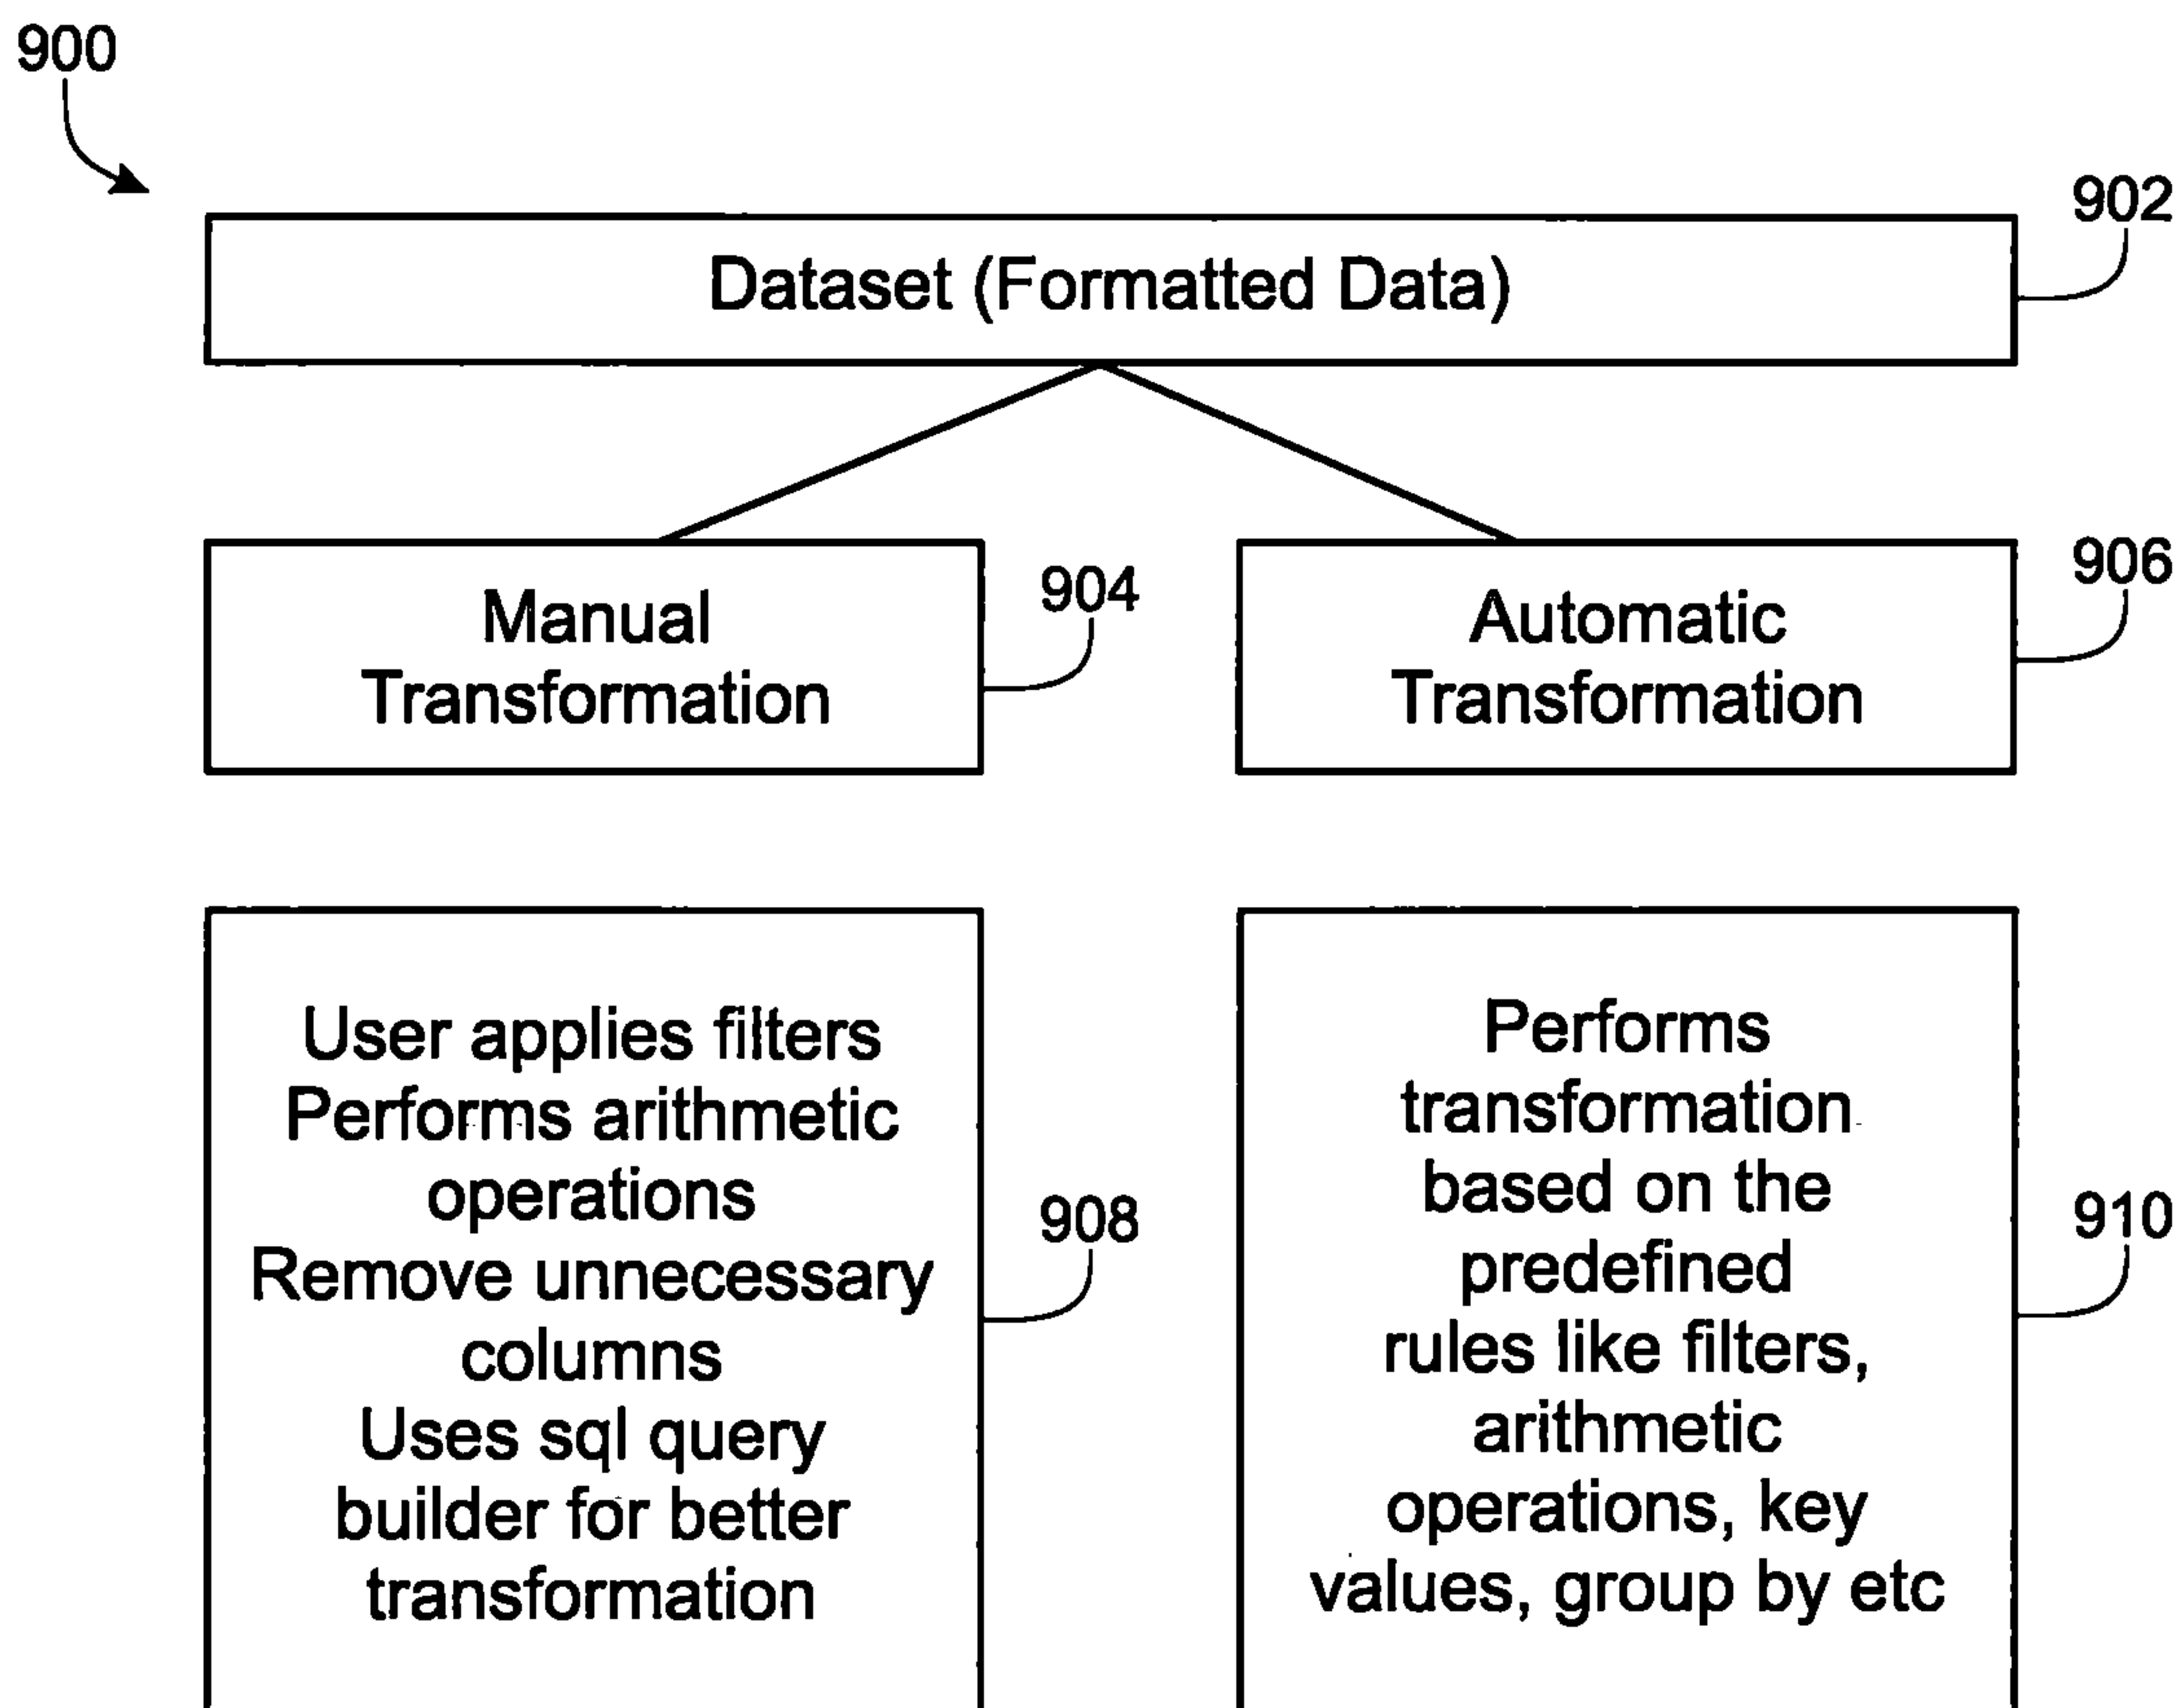 900
902
Dataset (Formatted Data)
Manual
Transformation
904
Automatic
Transformation
906
User applies filters
Performs arithmetic
operations
Remove unnecessary
columns
Uses sql query
builder for better
transformation
908
Performs
transformation
based on the
predefined
rules like filters,
arithmetic
operations, key
values, group by etc
910